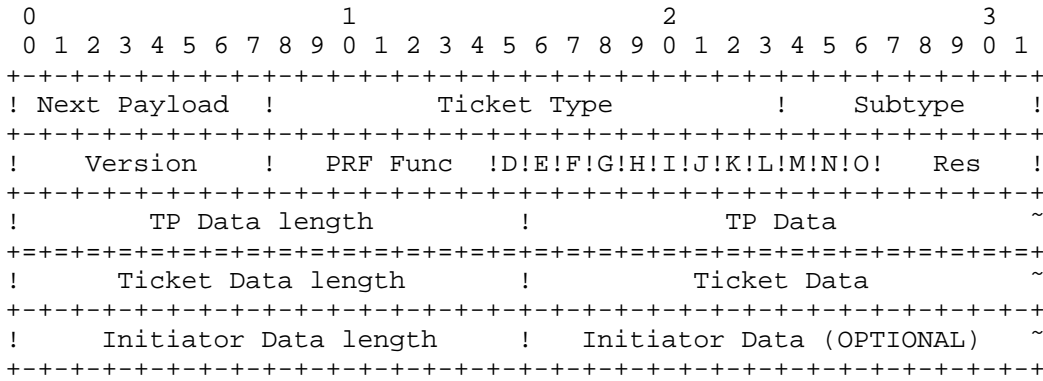 0                   1                   2                   3
 0 1 2 3 4 5 6 7 8 9 0 1 2 3 4 5 6 7 8 9 0 1 2 3 4 5 6 7 8 9 0 1
+-+-+-+-+-+-+-+-+-+-+-+-+-+-+-+-+-+-+-+-+-+-+-+-+-+-+-+-+-+-+-+-+
! Next Payload  !          Ticket Type          !    Subtype    !
+-+-+-+-+-+-+-+-+-+-+-+-+-+-+-+-+-+-+-+-+-+-+-+-+-+-+-+-+-+-+-+-+
!    Version    !   PRF Func  !D!E!F!G!H!I!J!K!L!M!N!O!   Res   !
+-+-+-+-+-+-+-+-+-+-+-+-+-+-+-+-+-+-+-+-+-+-+-+-+-+-+-+-+-+-+-+-+
!        TP Data length         !            TP Data            ~
+=+=+=+=+=+=+=+=+=+=+=+=+=+=+=+=+=+=+=+=+=+=+=+=+=+=+=+=+=+=+=+=+
!      Ticket Data length       !          Ticket Data          ~
+-+-+-+-+-+-+-+-+-+-+-+-+-+-+-+-+-+-+-+-+-+-+-+-+-+-+-+-+-+-+-+-+
!     Initiator Data length     !   Initiator Data (OPTIONAL)   ~
+-+-+-+-+-+-+-+-+-+-+-+-+-+-+-+-+-+-+-+-+-+-+-+-+-+-+-+-+-+-+-+-+